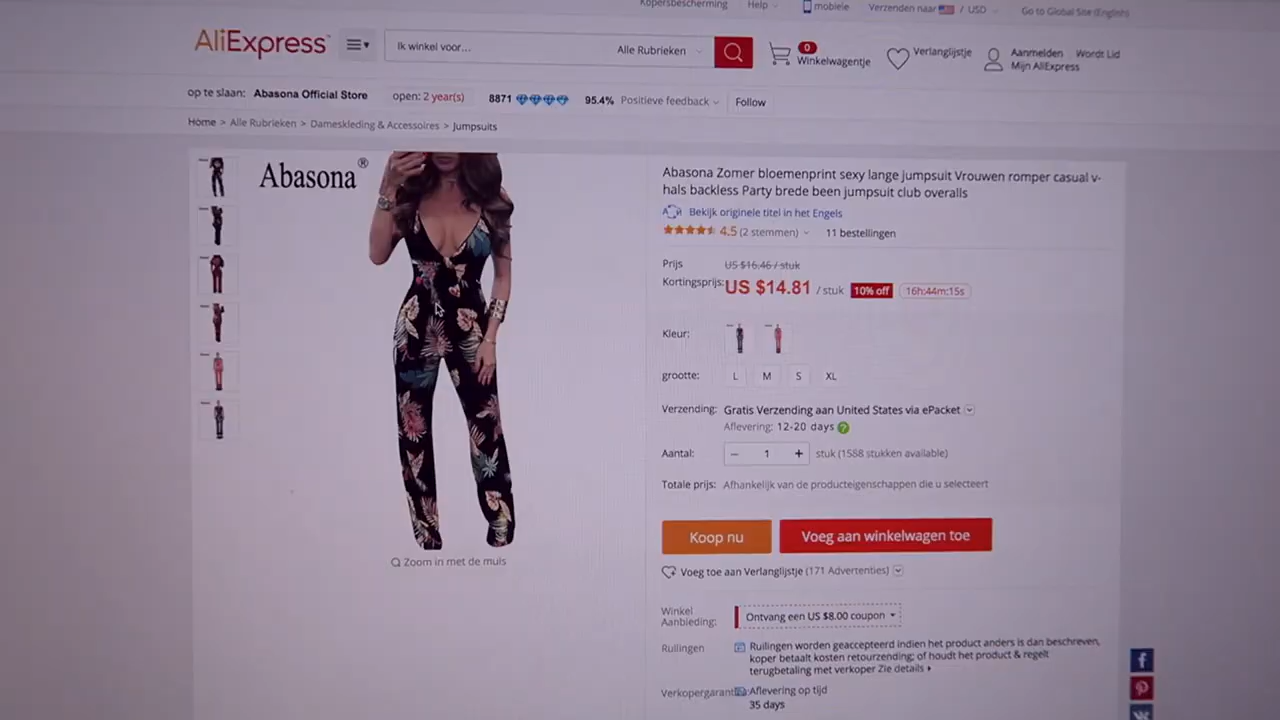 Kopersbescherming Help mobiele Verzenden naar / USD Go to Global Site (English)
AliExpress™
Ik winkel voor... Alle Rubrieken
0
Winkelwagentje
Verlanglijstje
Aanmelden Wordt Lid
Mijn AliExpress
op te slaan: Abasona Official Store open: 2 year(s) 8871 95.4% Positieve feedback Follow
Home > Alle Rubrieken > Dameskleding & Accessoires > Jumpsuits
Abasona®
Zoom in met de muis
Abasona Zomer bloemenprint sexy lange jumpsuit Vrouwen romper casual v-
hals backless Party brede been jumpsuit club overalls
Bekijk originele titel in het Engels
4.5 (2 stemmen) 11 bestellingen
Prijs US $16.46 / stuk
Kortingsprijs: US $14.81 / stuk 10% off 16h:44m:15s
Kleur:
grootte: L M S XL
Verzending: Gratis Verzending aan United States via ePacket
Aflevering: 12-20 days ?
Aantal: – 1 + stuk (1588 stukken available)
Totale prijs: Afhankelijk van de producteigenschappen die u selecteert
Koop nu Voeg aan winkelwagen toe
Voeg toe aan Verlanglijstje (171 Advertenties)
Winkel
Aanbieding:
Ontvang een US $8.00 coupon
Ruilingen
Ruilingen worden geaccepteerd indien het product anders is dan beschreven,
koper betaalt kosten retourzending; of houdt het product & regelt
terugbetaling met verkoper Zie details
Aflevering op tijd
35 days